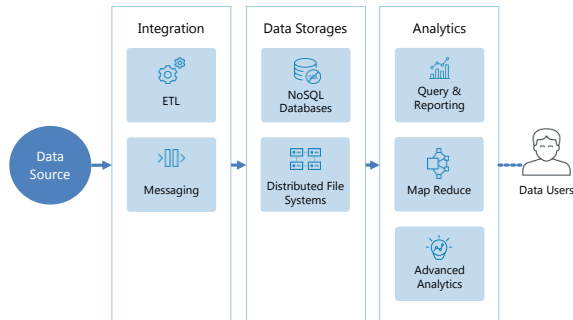 Integration
Data Storages
Analytics
ETL
NoSQL
Databases
Query &
Reporting
Data
Source
Messaging
Distributed File
Systems
Map Reduce
Data Users
Advanced
Analytics